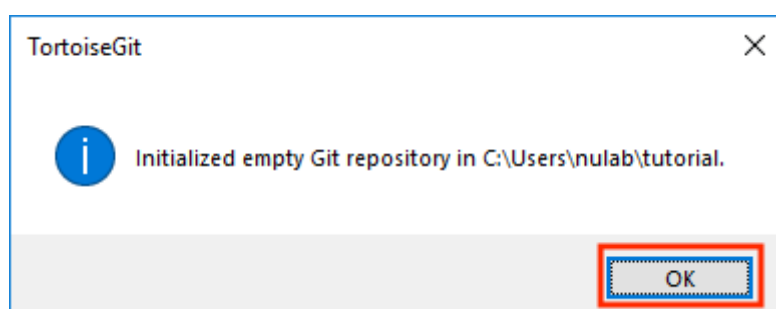 TortoiseGit
Initialized empty Git repository in C:\Users\nulab\tutorial.
OK